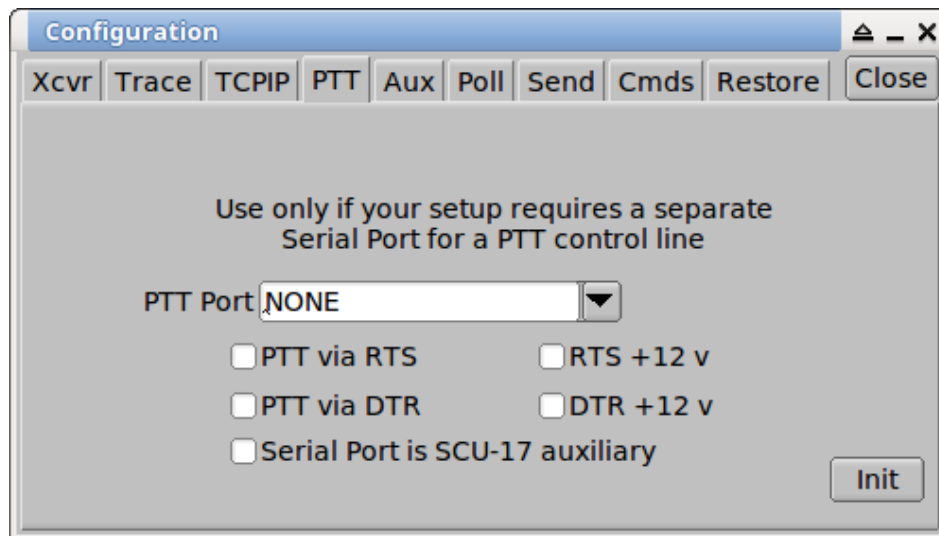 Configuration
Xcvr Trace TCPIP PTT Aux Poll Send Cmds Restore Close
Use only if your setup requires a separate
Serial Port for a PTT control line
PTT Port NONE
PTT via RTS RTS +12 v
PTT via DTR DTR +12 v
Serial Port is SCU-17 auxiliary
Init